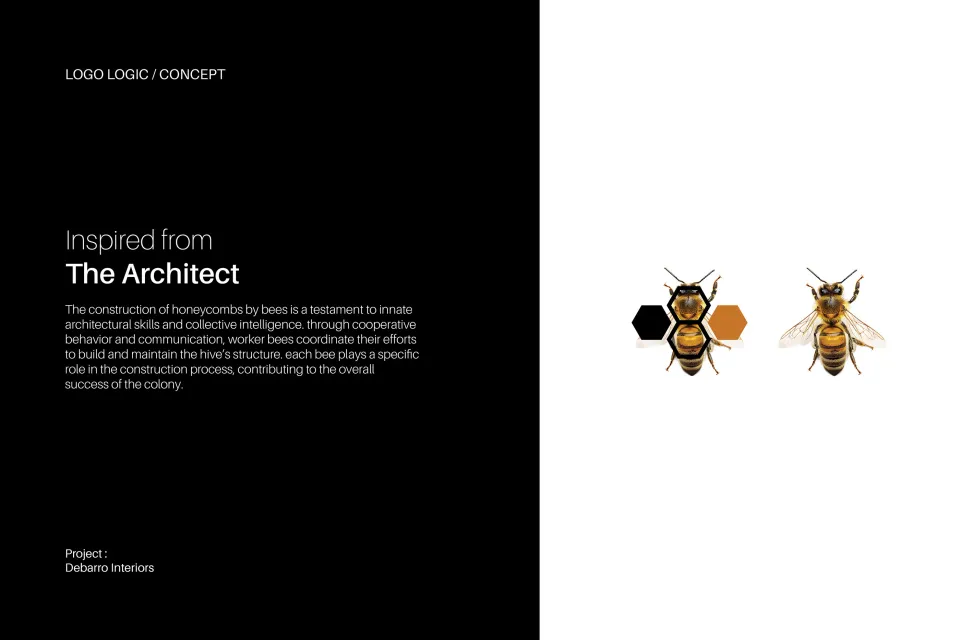 LOGO LOGIC / CONCEPT
Inspired from
The Architect
The construction of honeycombs by bees is a testament to innate
architectural skills and collective intelligence. through cooperative
behavior and communication, worker bees coordinate their efforts
to build and maintain the hive’s structure. each bee plays a specific
role in the construction process, contributing to the overall
success of the colony.
Project :
Debarro Interiors